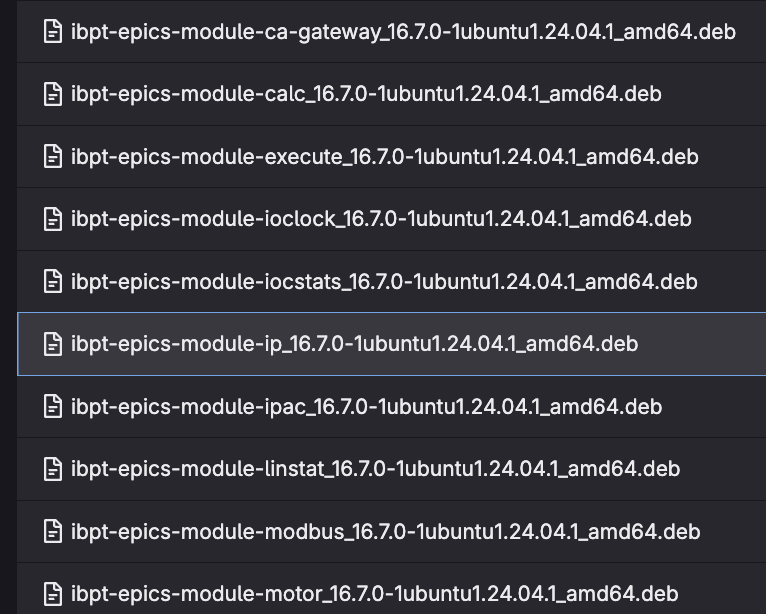 ibpt-epics-module-ca-gateway_16.7.0-1ubuntu1.24.04.1_amd64.deb
ibpt-epics-module-calc_16.7.0-1ubuntu1.24.04.1_amd64.deb
ibpt-epics-module-execute_16.7.0-1ubuntu1.24.04.1_amd64.deb
ibpt-epics-module-ioclock_16.7.0-1ubuntu1.24.04.1_amd64.deb
ibpt-epics-module-iocstats_16.7.0-1ubuntu1.24.04.1_amd64.deb
ibpt-epics-module-ip_16.7.0-1ubuntu1.24.04.1_amd64.deb
ibpt-epics-module-ipac_16.7.0-1ubuntu1.24.04.1_amd64.deb
ibpt-epics-module-linstat_16.7.0-1ubuntu1.24.04.1_amd64.deb
ibpt-epics-module-modbus_16.7.0-1ubuntu1.24.04.1_amd64.deb
ibpt-epics-module-motor_16.7.0-1ubuntu1.24.04.1_amd64.deb